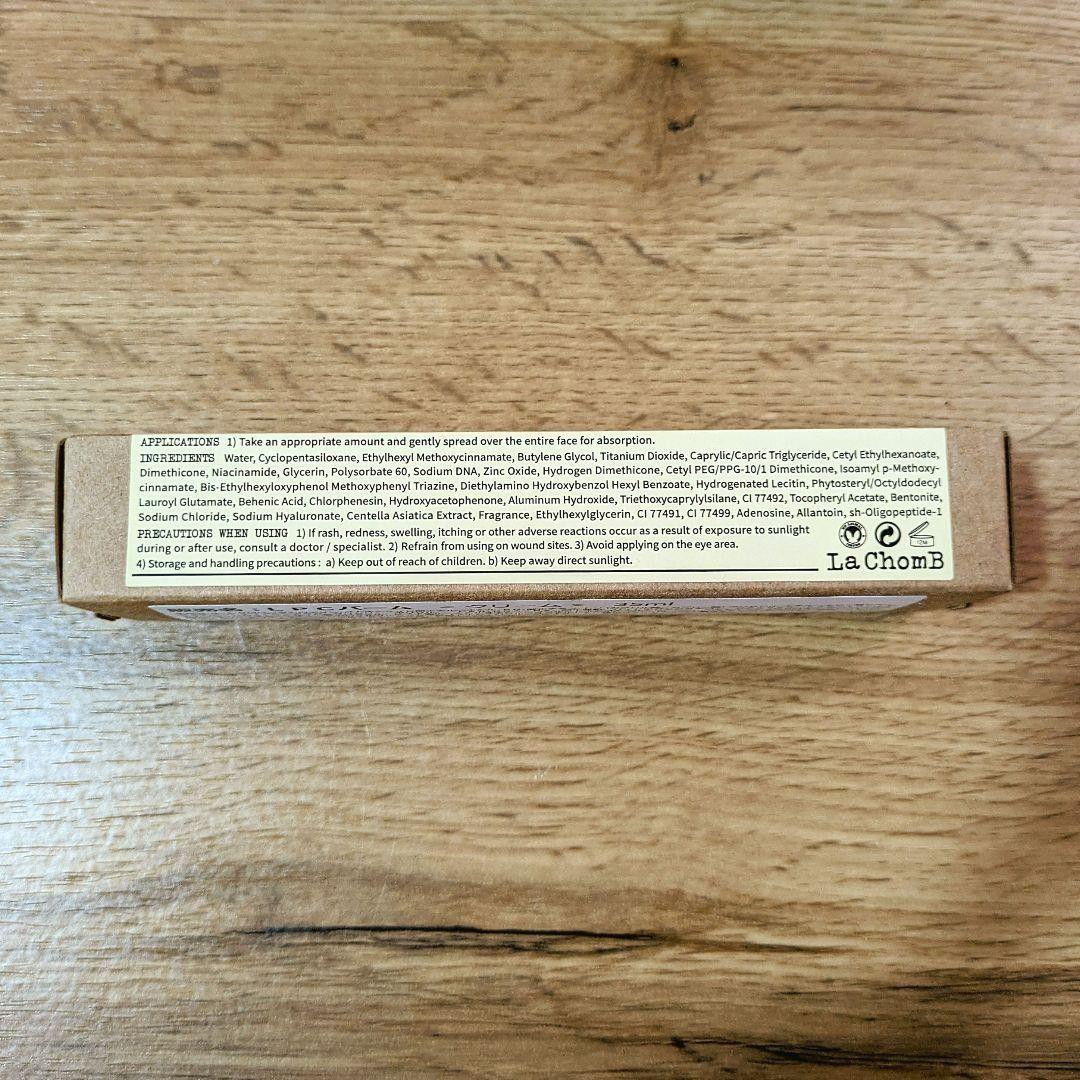 APPLICATIONS 1) Take an appropriate amount and gently spread over the entire face for absorption.
INGREDIENTS Water, Cyclopentasiloxane, Ethylhexyl Methoxycinnamate, Butylene Glycol, Titanium Dioxide, Caprylic/Capric Triglyceride, Cetyl Ethylhexanoate,
Dimethicone, Niacinamide, Glycerin, Polysorbate 60, Sodium DNA, Zinc Oxide, Hydrogen Dimethicone, Cetyl PEG/PPG-10/1 Dimethicone, Isoamyl p-Methoxy-
cinnamate, Bis-Ethylhexyloxyphenol Methoxyphenyl Triazine, Diethylamino Hydroxybenzol Hexyl Benzoate, Hydrogenated Lecitin, Phytosteryl/Octyldodecyl
Lauroyl Glutamate, Behenic Acid, Chlorphenesin, Hydroxyacetophenone, Aluminum Hydroxide, Triethoxycaprylylsilane, CI 77492, Tocopheryl Acetate, Bentonite,
Sodium Chloride, Sodium Hyaluronate, Centella Asiatica Extract, Fragrance, Ethylhexylglycerin, CI 77491, CI 77499, Adenosine, Allantoin, sh-Oligopeptide-1
PRECAUTIONS WHEN USING 1) If rash, redness, swelling, itching or other adverse reactions occur as a result of exposure to sunlight
during or after use, consult a doctor / specialist. 2) Refrain from using on wound sites. 3) Avoid applying on the eye area.
4) Storage and handling precautions : a) Keep out of reach of children. b) Keep away direct sunlight.
12M
La ChomB
35ml